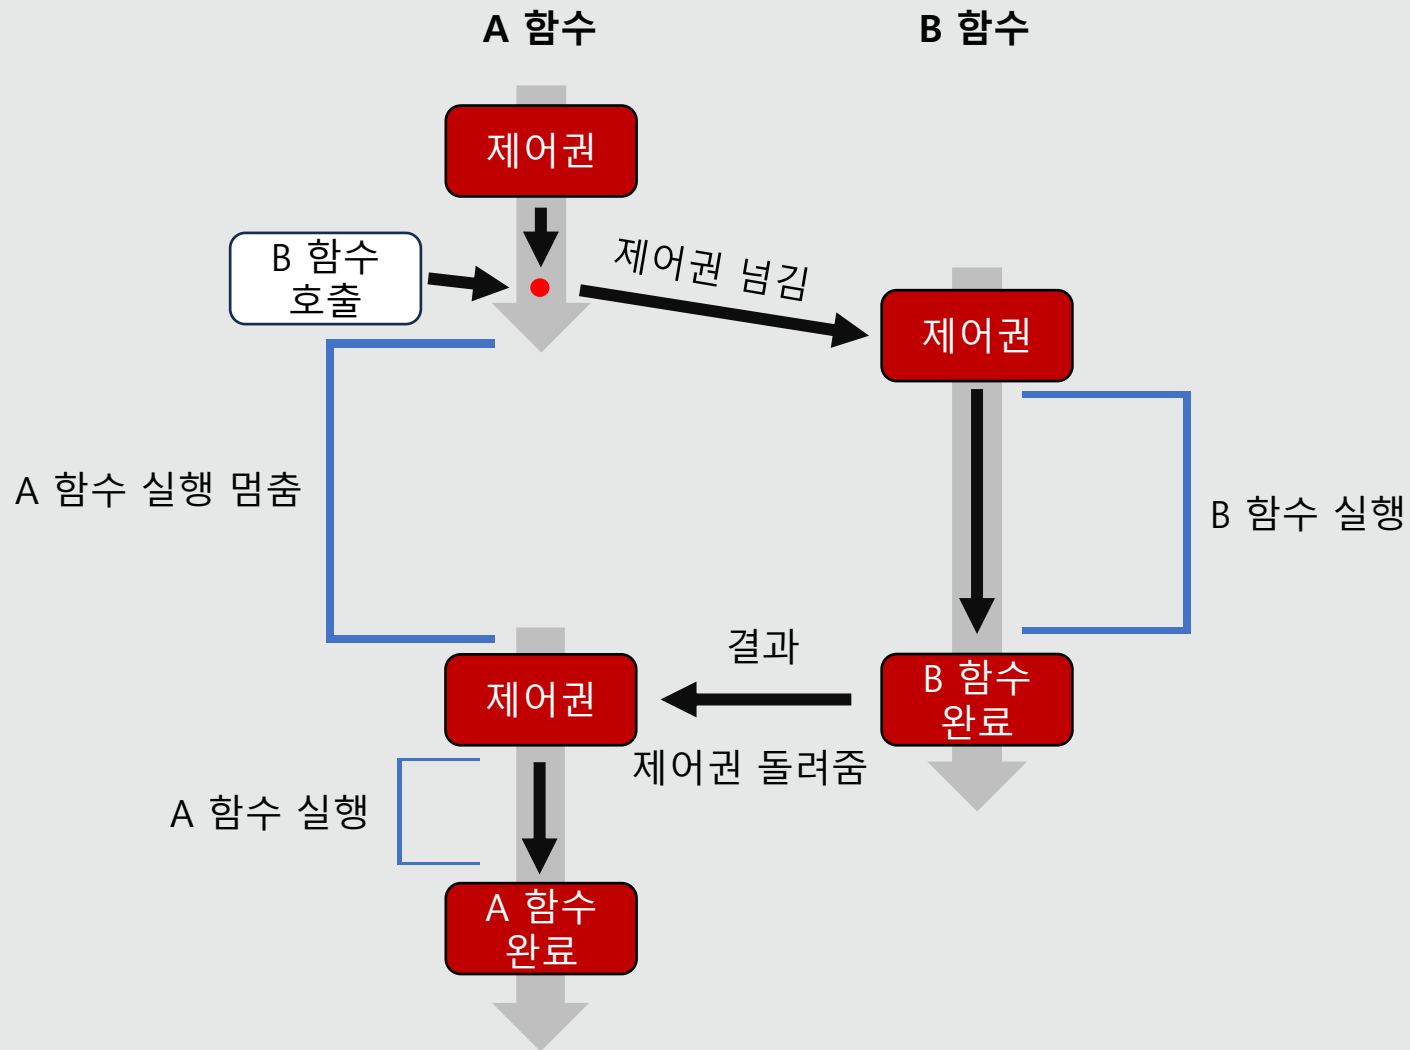 A 함수
B 함수
제어권
B 함수
호출
제어권 넘김
제어권
A 함수 실행 멈춤
B 함수 실행
결과
제어권
B 함수
완료
제어권 돌려줌
A 함수 실행
A 함수
완료